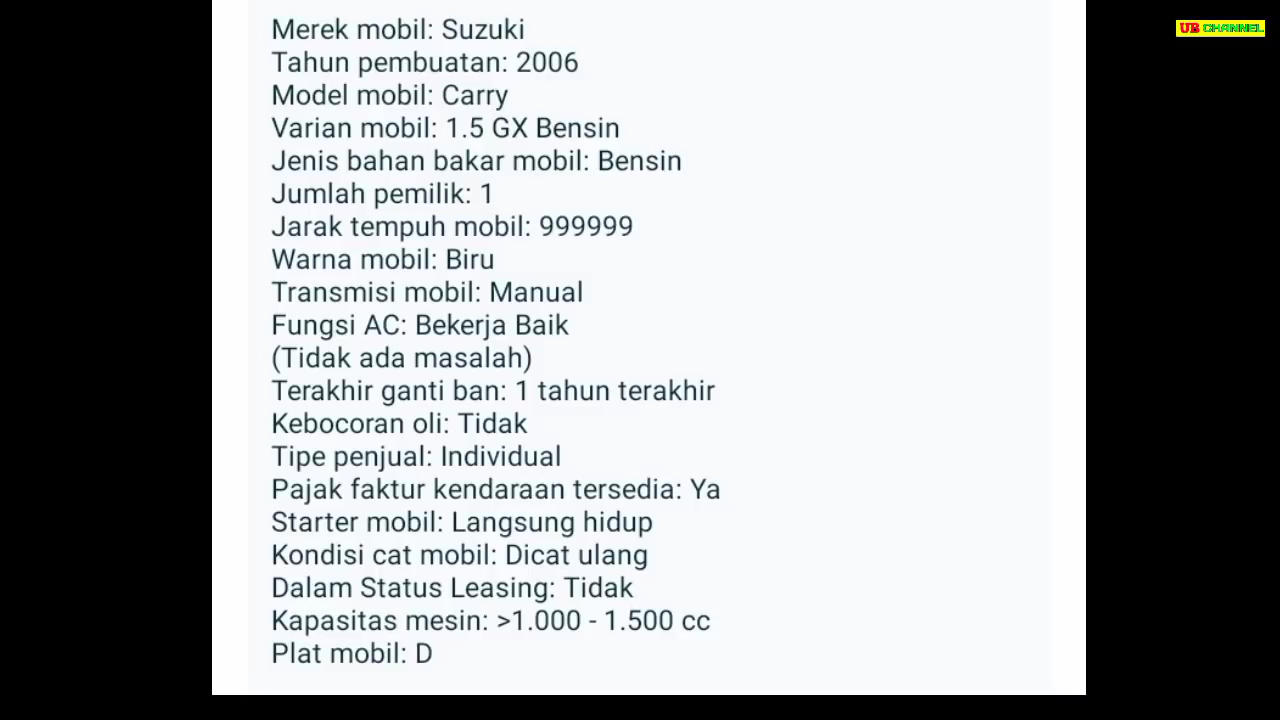 UB CHANNEL
Merek mobil: Suzuki
Tahun pembuatan: 2006
Model mobil: Carry
Varian mobil: 1.5 GX Bensin
Jenis bahan bakar mobil: Bensin
Jumlah pemilik: 1
Jarak tempuh mobil: 999999
Warna mobil: Biru
Transmisi mobil: Manual
Fungsi AC: Bekerja Baik
(Tidak ada masalah)
Terakhir ganti ban: 1 tahun terakhir
Kebocoran oli: Tidak
Tipe penjual: Individual
Pajak faktur kendaraan tersedia: Ya
Starter mobil: Langsung hidup
Kondisi cat mobil: Dicat ulang
Dalam Status Leasing: Tidak
Kapasitas mesin: >1.000 - 1.500 cc
Plat mobil: D